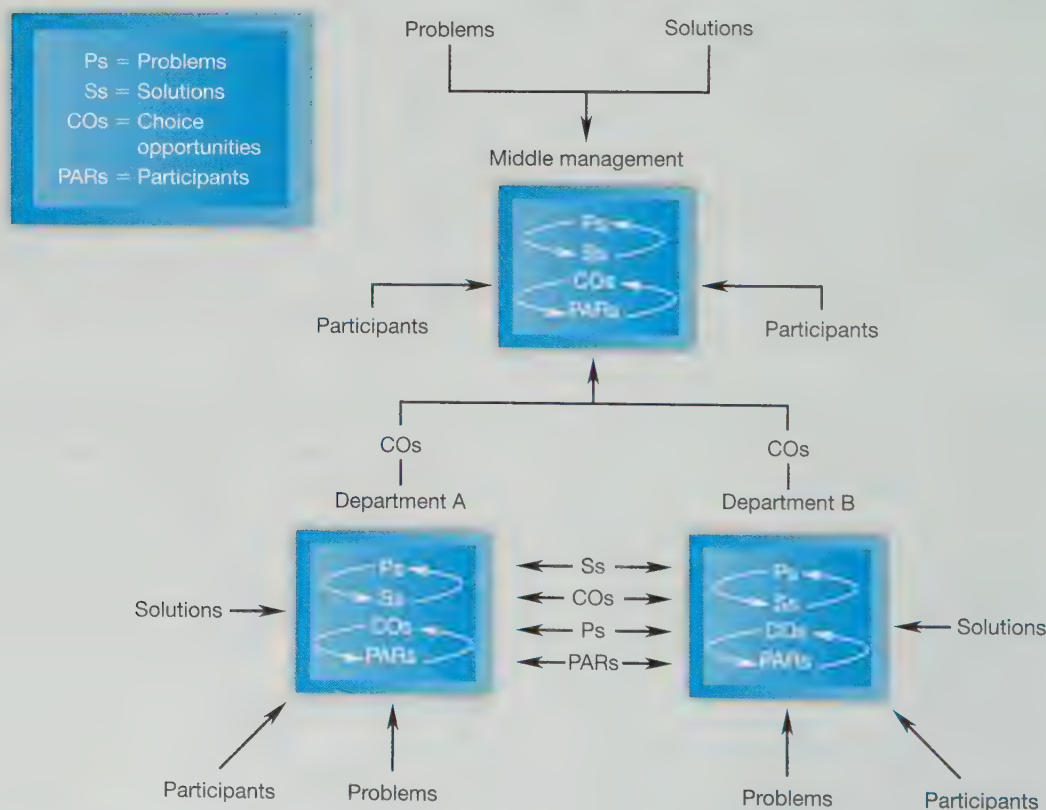 Ps = Problems
Ss = Solutions
COs = Choice
opportunities
PARs = Participants
Problems
Solutions
Middle management
Ps
Ss
COs
PARs
Participants
Participants
COs
COs
Department A
Department B
Ps
Ss
COs
PARs
Ss
COs
Ps
PARs
Ps
Ss
COs
PARs
Solutions
Solutions
Participants
Problems
Problems
Participants